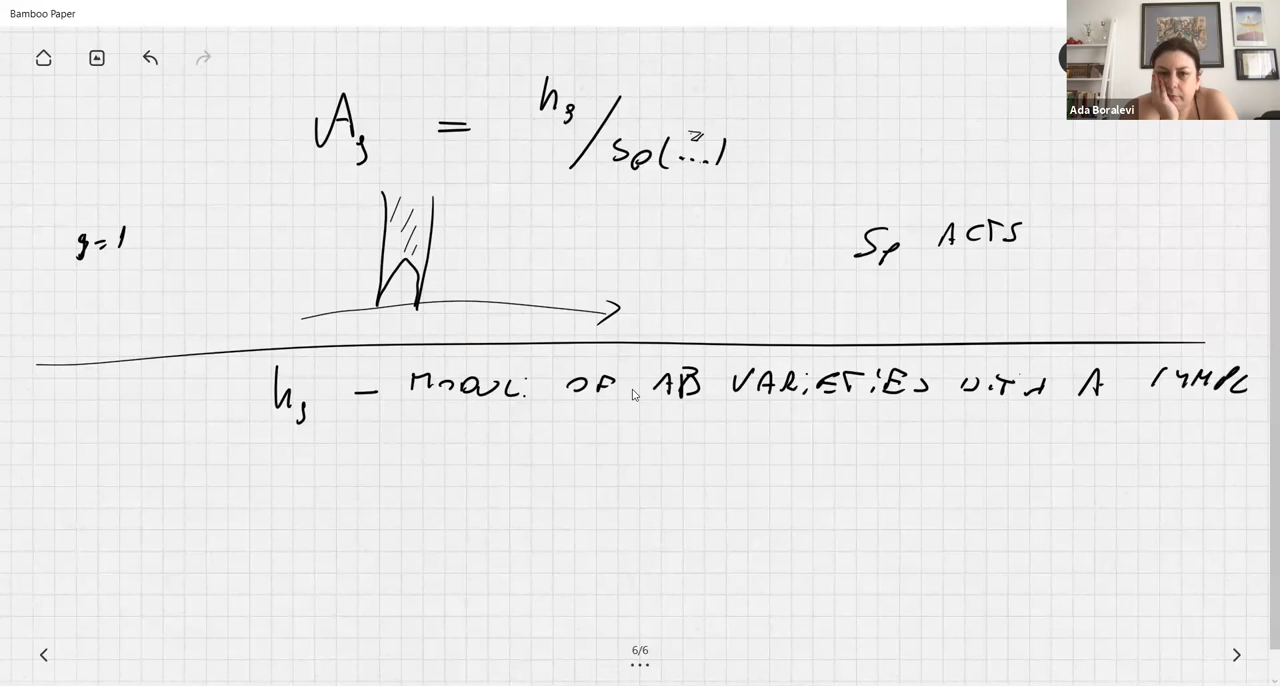 Bamboo Paper
Ada Boralevi
A_g = h_g / Sp(...)
Z
g=1
Sp ACTS
h_g — MODULI OF AB VARIETIES WITH A SYMPL
6/6